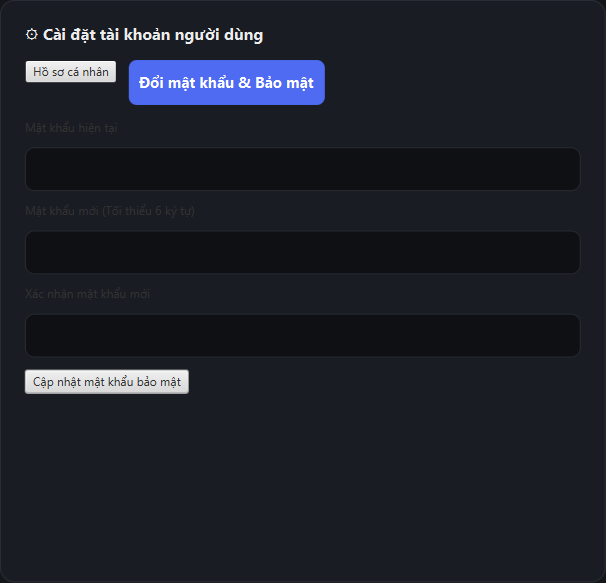 ⚙ Cài đặt tài khoản người dùng
Hồ sơ cá nhân
Đổi mật khẩu & Bảo mật
Mật khẩu hiện tại
Mật khẩu mới (Tối thiểu 6 ký tự)
Xác nhận mật khẩu mới
Cập nhật mật khẩu bảo mật